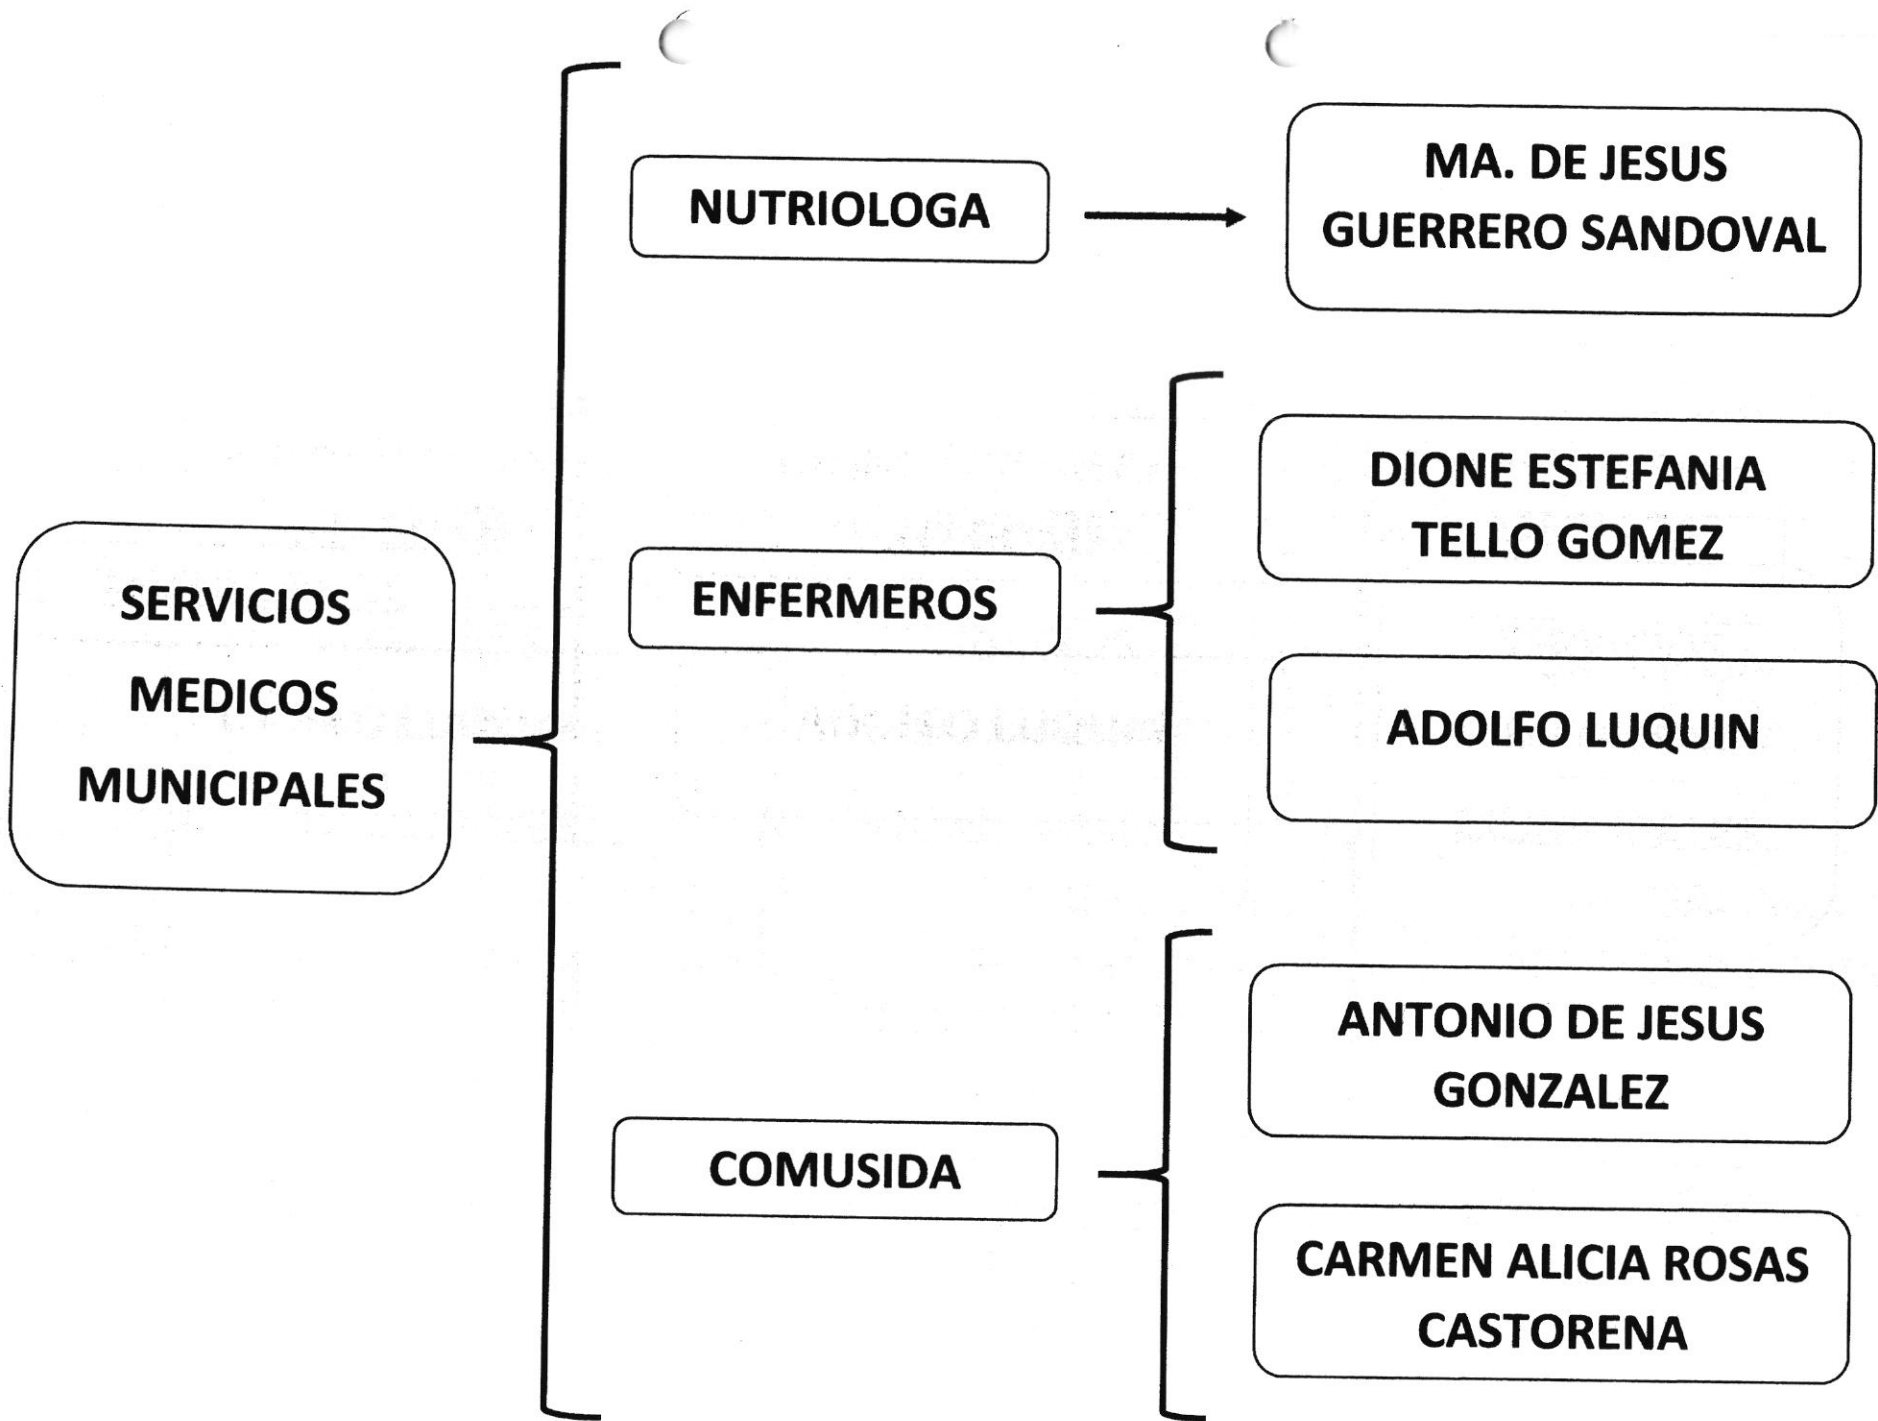 SERVICIOS
MEDICOS
MUNICIPALES
NUTRIOLOGA
MA. DE JESUS
GUERRERO SANDOVAL
ENFERMEROS
DIONE ESTEFANIA
TELLO GOMEZ
ADOLFO LUQUIN
COMUSIDA
ANTONIO DE JESUS
GONZALEZ
CARMEN ALICIA ROSAS
CASTORENA